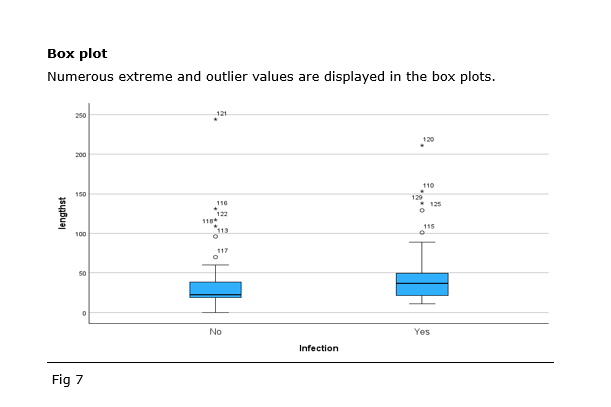 Box plot
Numerous extreme and outlier values are displayed in the box plots.
250
200
150
100
50
0
lengthst
121
116
122
118
113
117
120
110
129
125
115
No
Yes
Infection
Fig 7